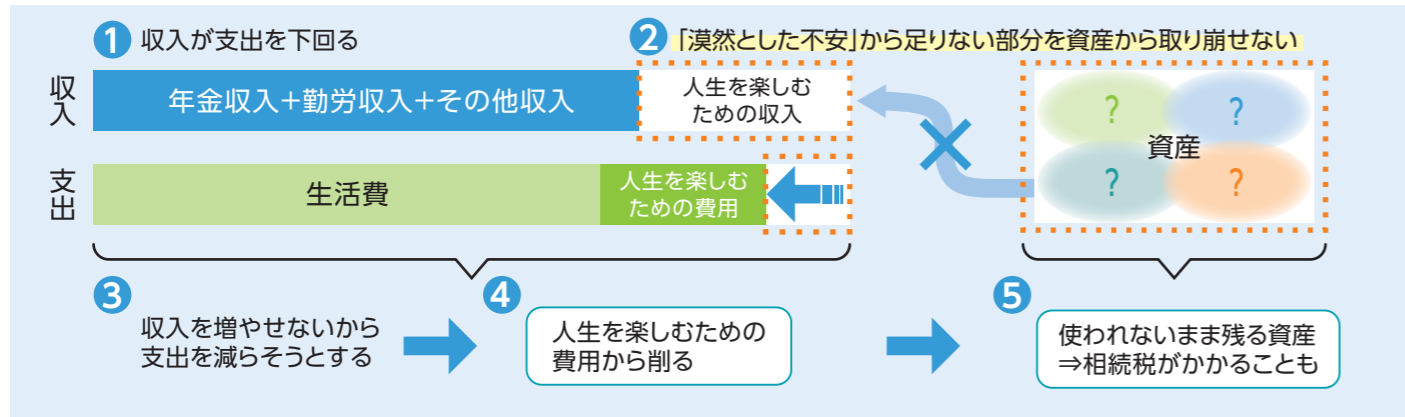 ❶ 収入が支出を下回る
❷ 「漠然とした不安」から足りない部分を資産から取り崩せない
収入
年金収入+勤労収入+その他収入
人生を楽しむ
ための収入
?
?
資産
?
?
支出
生活費
人生を楽しむ
ための費用
❸
収入を増やせないから
支出を減らそうとする
❹
人生を楽しむための
費用から削る
❺
使われないまま残る資産
⇒相続税がかかることも